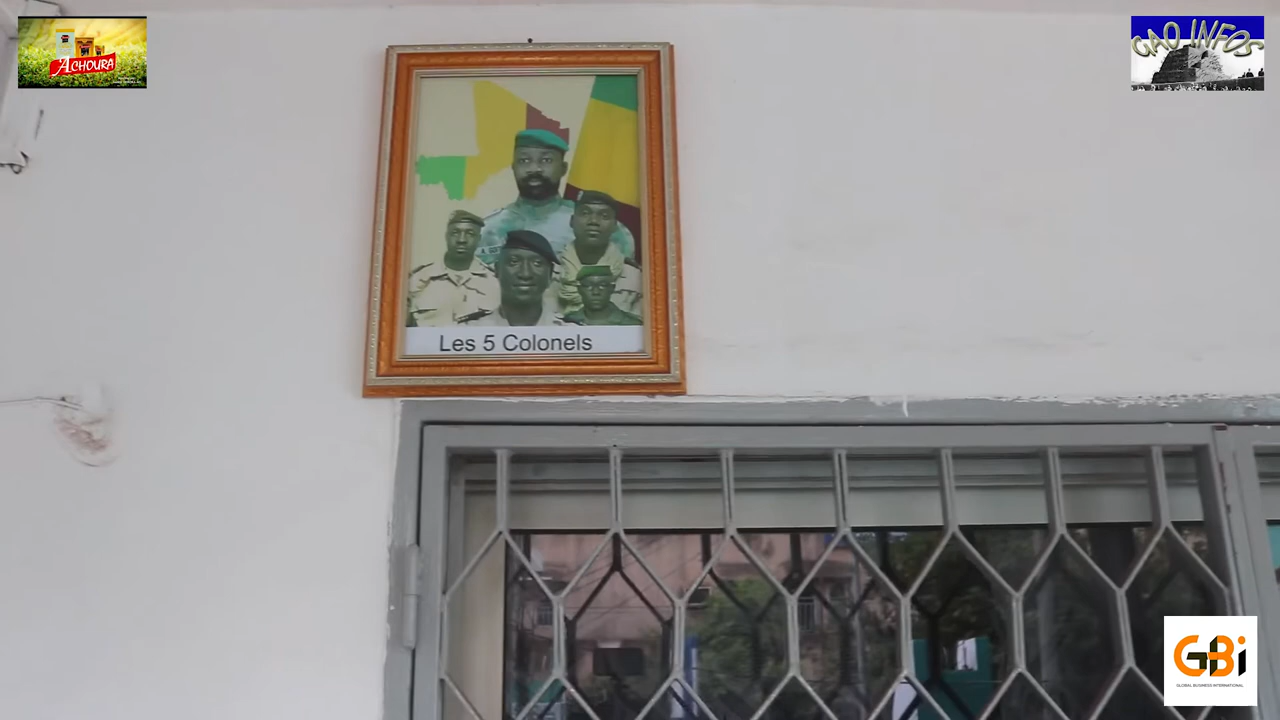 ACHOURA
GAO INFOS
Les 5 Colonels
GBi
GLOBAL BUSINESS INTERNATIONAL